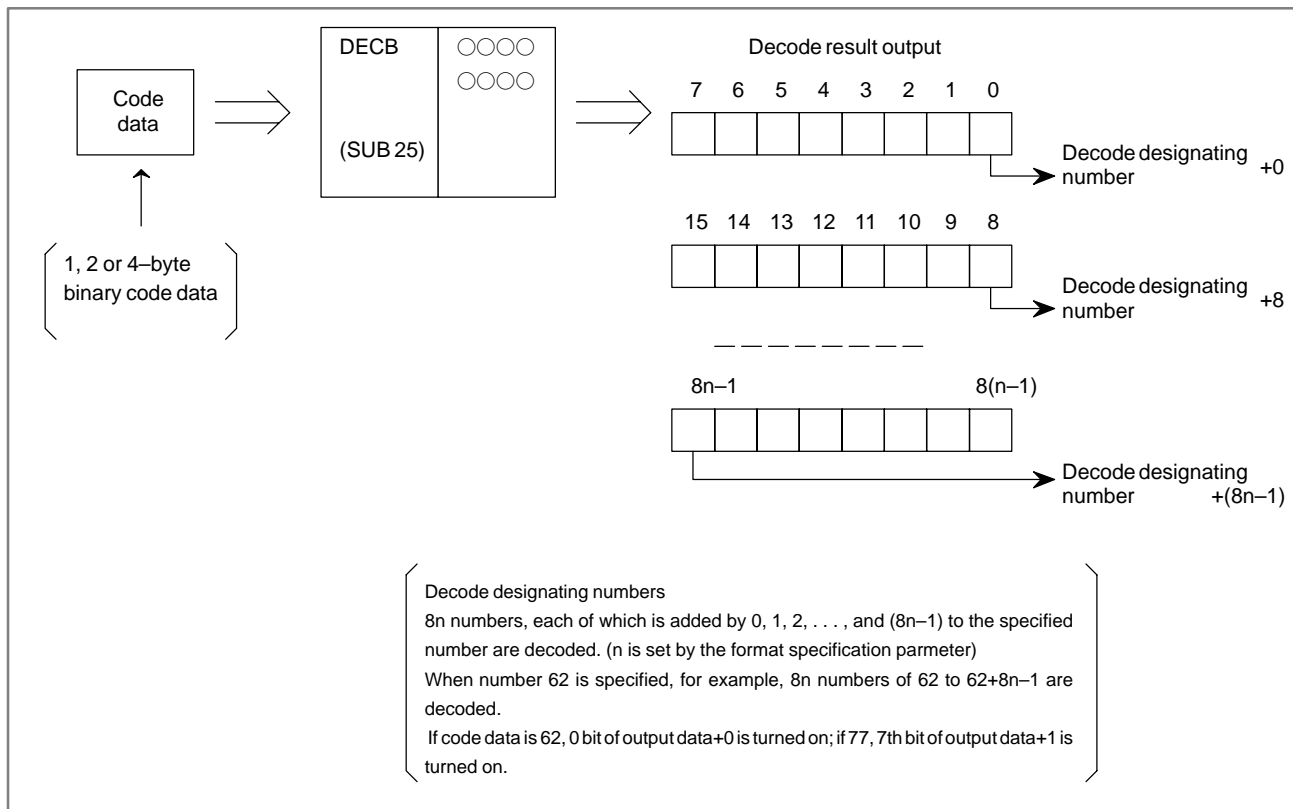 DECB
(SUB 25)
Code
data
1, 2 or 4–byte
binary code data
Decode result output
7 6 5 4 3 2 1 0
Decode designating
number +0
15 14 13 12 11 10 9 8
Decode designating
number +8
8n–1 8(n–1)
Decode designating
number +(8n–1)
Decode designating numbers
8n numbers, each of which is added by 0, 1, 2, . . . , and (8n–1) to the specified
number are decoded. (n is set by the format specification parmeter)
When number 62 is specified, for example, 8n numbers of 62 to 62+8n–1 are
decoded.
If code data is 62, 0 bit of output data+0 is turned on; if 77, 7th bit of output data+1 is
turned on.